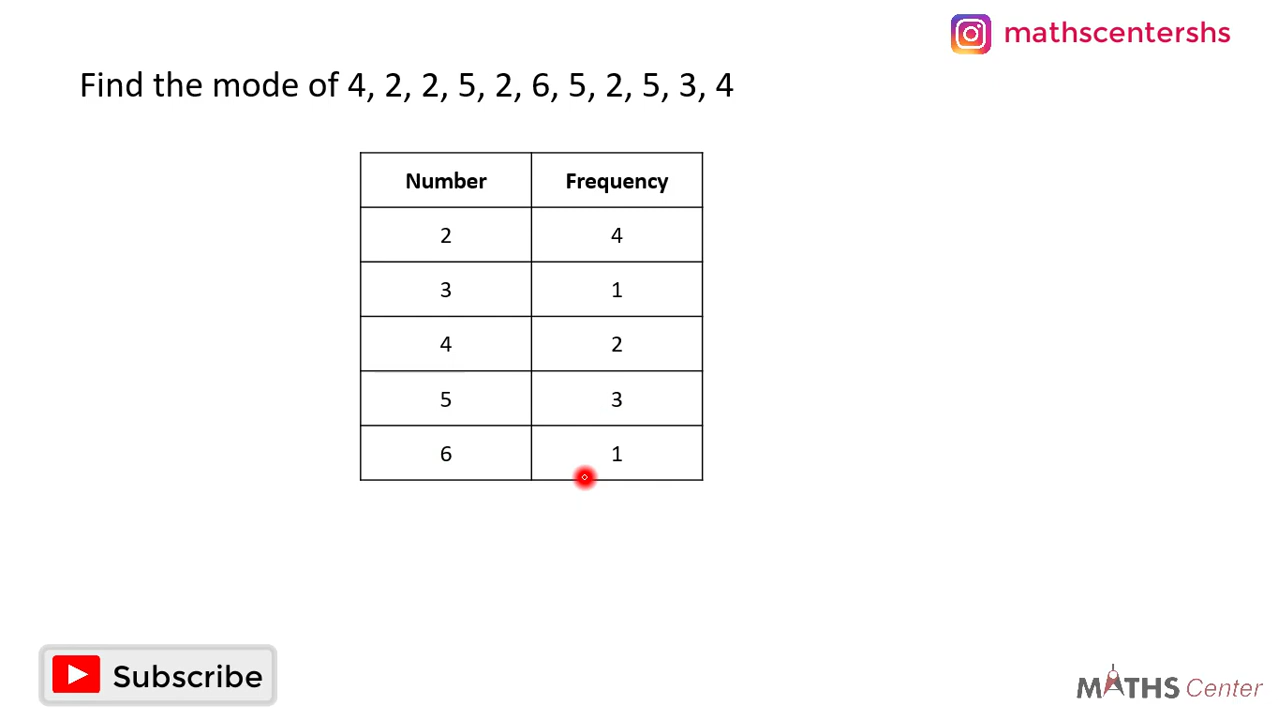 mathscentershs
Find the mode of 4, 2, 2, 5, 2, 6, 5, 2, 5, 3, 4
Number Frequency
2 4
3 1
4 2
5 3
6 1
Subscribe
MATHS Center